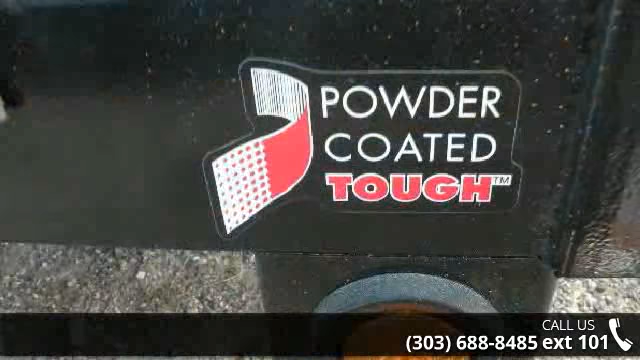 POWDER
COATED
TOUGH™
CALL US
(303) 688-8485 ext 101